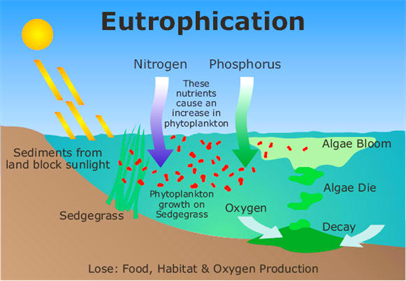 Eutrophication
Nitrogen
Phosphorus
These
nutrients
cause an
increase in
phytoplankton
Sediments from
land block sunlight
Algae Bloom
Algae Die
Phytoplankton
growth on
Sedgegrass
Sedgegrass
Oxygen
Decay
Lose: Food, Habitat & Oxygen Production